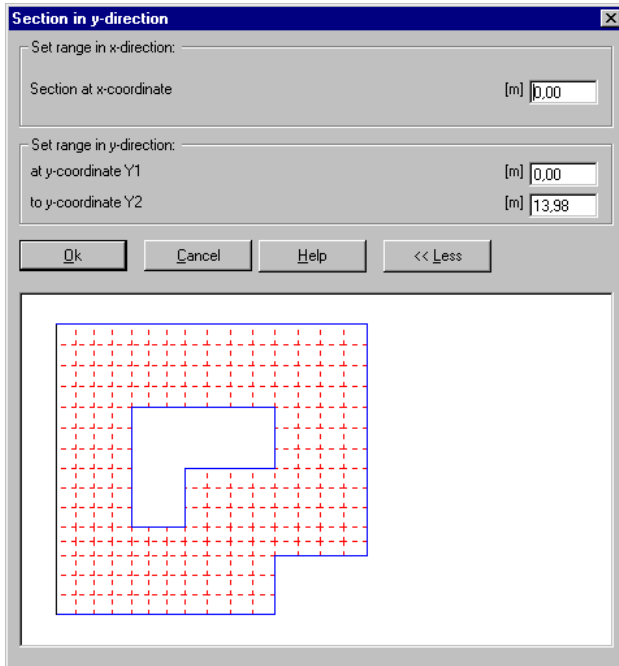 Section in y-direction
Set range in x-direction:
Section at x-coordinate [m] 0,00
Set range in y-direction:
at y-coordinate Y1 [m] 0,00
to y-coordinate Y2 [m] 13,98
Ok Cancel Help << Less